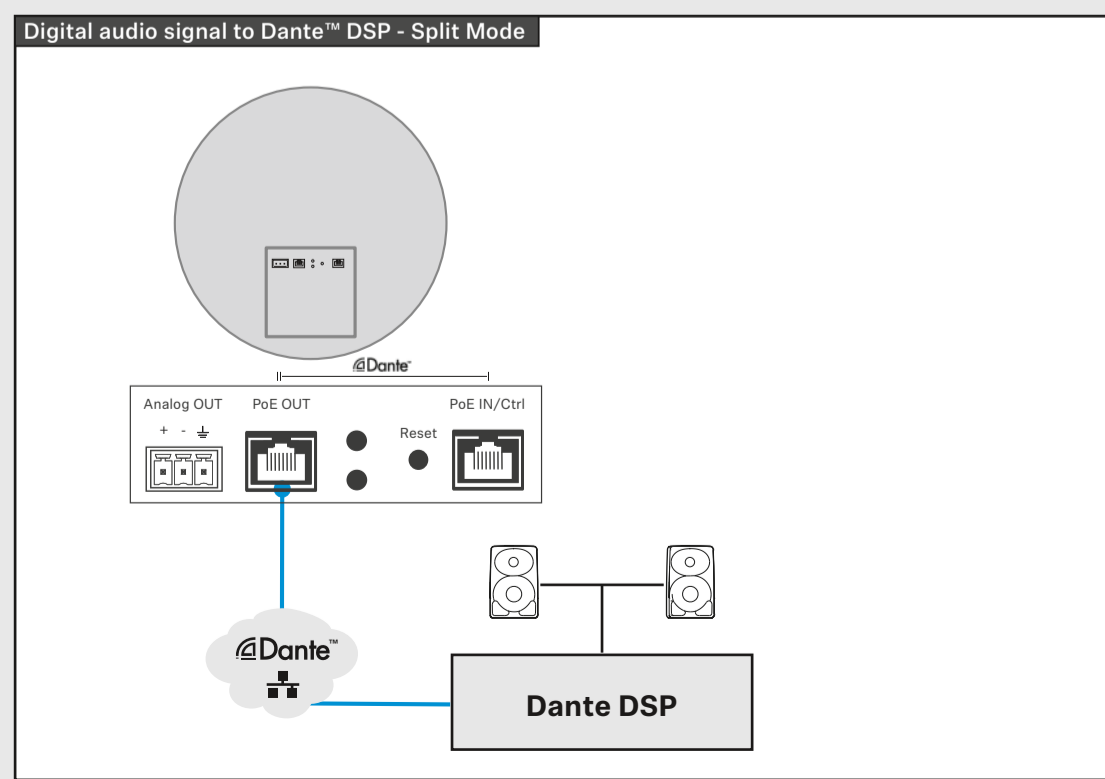 Digital audio signal to Dante™ DSP - Split Mode
Dante™
Analog OUT PoE OUT PoE IN/Ctrl
+ - Reset
Dante™
Dante DSP